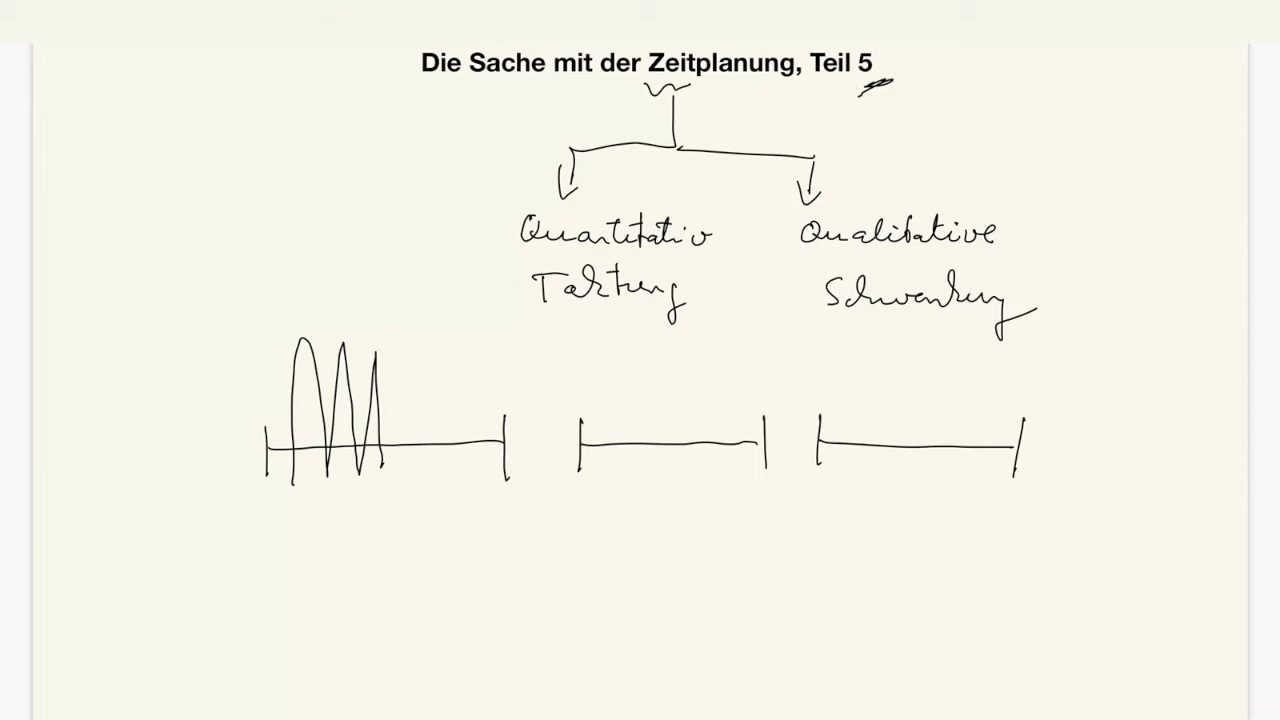 Die Sache mit der Zeitplanung, Teil 5
Quantitativ Qualitative
Taktung Schwankung